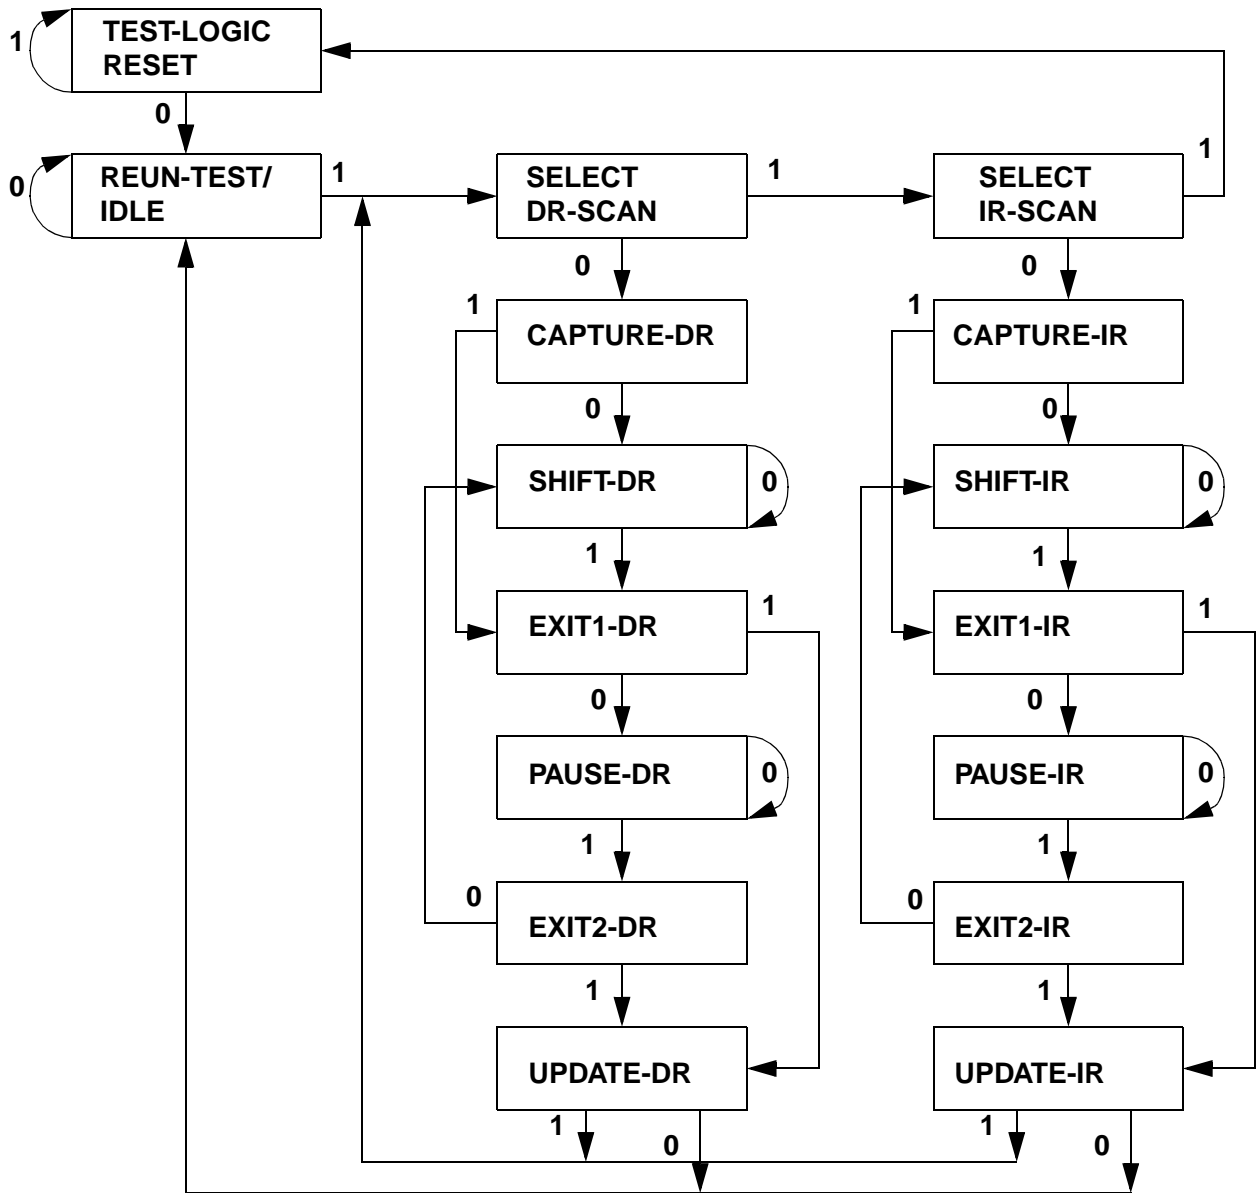 TEST-LOGIC
RESET
1
0
REUN-TEST/
IDLE
0
1
SELECT
DR-SCAN
1
SELECT
IR-SCAN
1
0
0
1
CAPTURE-DR
1
CAPTURE-IR
0
0
SHIFT-DR
0
SHIFT-IR
0
1
1
EXIT1-DR
1
EXIT1-IR
1
0
0
PAUSE-DR
0
PAUSE-IR
0
1
1
0
EXIT2-DR
0
EXIT2-IR
1
1
UPDATE-DR
UPDATE-IR
1
0
1
0